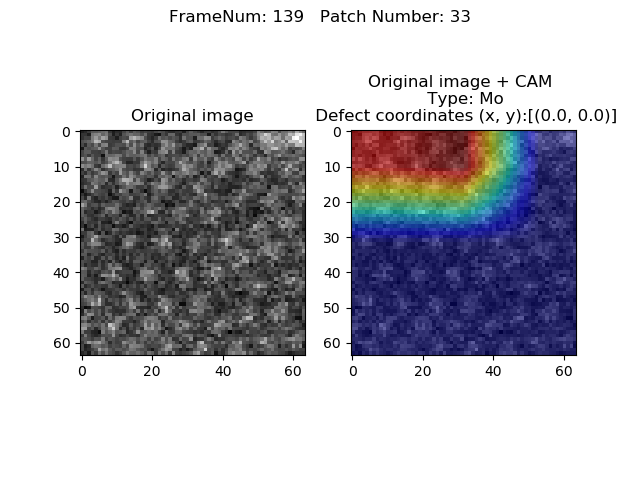 FrameNum: 139   Patch Number: 33
Original image
0
10
20
30
40
50
60
0 20 40 60
Original image + CAM
Type: Mo
Defect coordinates (x, y):[(0.0, 0.0)]
0
10
20
30
40
50
60
0 20 40 60